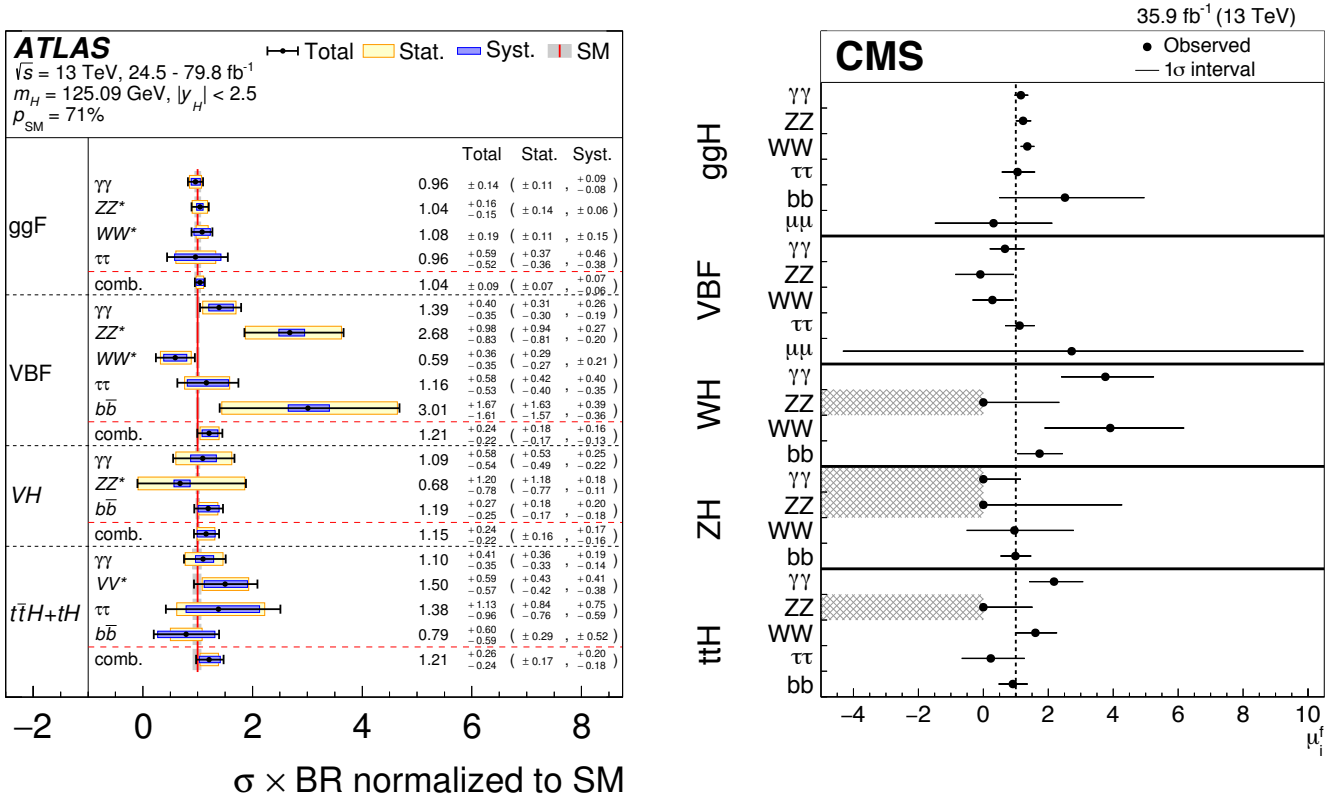 ATLAS
Total Stat. Syst. SM
√s = 13 TeV, 24.5 - 79.8 fb⁻¹
m_H = 125.09 GeV, |y_H| < 2.5
p_SM = 71%
Total Stat. Syst.
ggF
γγ 0.96 ± 0.14 ( ± 0.11 , +0.09 −0.08 )
ZZ* 1.04 +0.16 −0.15 ( ± 0.14 , ± 0.06 )
WW* 1.08 ± 0.19 ( ± 0.11 , ± 0.15 )
ττ 0.96 +0.59 −0.52 ( +0.37 −0.36 , +0.46 −0.38 )
comb. 1.04 ± 0.09 ( ± 0.07 , +0.07 −0.06 )
VBF
γγ 1.39 +0.40 −0.35 ( +0.31 −0.30 , +0.26 −0.19 )
ZZ* 2.68 +0.98 −0.83 ( +0.94 −0.81 , +0.27 −0.20 )
WW* 0.59 +0.36 −0.35 ( +0.29 −0.27 , ± 0.21 )
ττ 1.16 +0.58 −0.53 ( +0.42 −0.40 , +0.40 −0.35 )
bb̅ 3.01 +1.67 −1.61 ( +1.63 −1.57 , +0.39 −0.36 )
comb. 1.21 +0.24 −0.22 ( +0.18 −0.17 , +0.16 −0.13 )
VH
γγ 1.09 +0.58 −0.54 ( +0.53 −0.49 , +0.25 −0.22 )
ZZ* 0.68 +1.20 −0.78 ( +1.18 −0.77 , +0.18 −0.11 )
bb̅ 1.19 +0.27 −0.25 ( +0.18 −0.17 , +0.20 −0.18 )
comb. 1.15 +0.24 −0.22 ( ± 0.16 , +0.17 −0.16 )
tt̅H+tH
γγ 1.10 +0.41 −0.35 ( +0.36 −0.33 , +0.19 −0.14 )
VV* 1.50 +0.59 −0.57 ( +0.43 −0.42 , +0.41 −0.38 )
ττ 1.38 +1.13 −0.96 ( +0.84 −0.76 , +0.75 −0.59 )
bb̅ 0.79 +0.60 −0.59 ( ± 0.29 , ± 0.52 )
comb. 1.21 +0.26 −0.24 ( ± 0.17 , +0.20 −0.18 )
−2 0 2 4 6 8
σ × BR normalized to SM
35.9 fb⁻¹ (13 TeV)
CMS
Observed
1σ interval
ggH
γγ
ZZ
WW
ττ
bb
μμ
VBF
γγ
ZZ
WW
ττ
μμ
WH
γγ
ZZ
WW
bb
ZH
γγ
ZZ
WW
bb
ttH
γγ
ZZ
WW
ττ
bb
−4 −2 0 2 4 6 8 10
μ_i^f